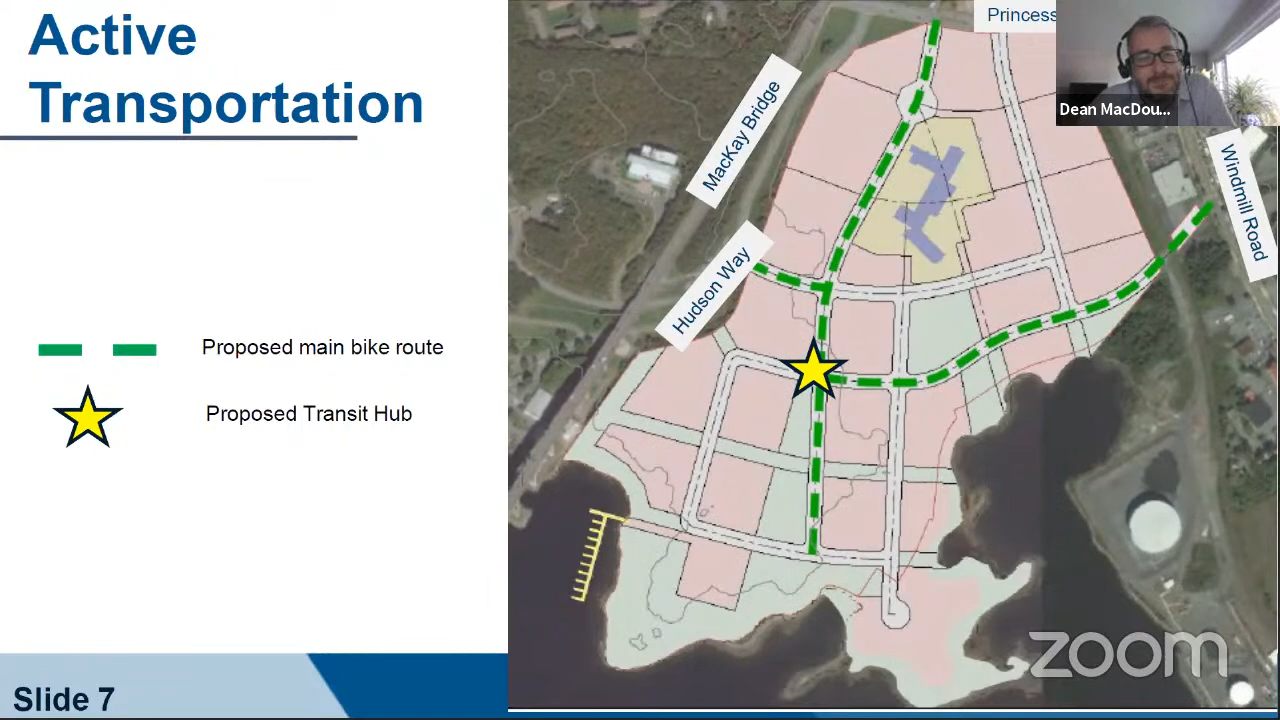 Active
Transportation
Proposed main bike route
Proposed Transit Hub
Slide 7
Princess
MacKay Bridge
Hudson Way
Windmill Road
Dean MacDou...
zoom